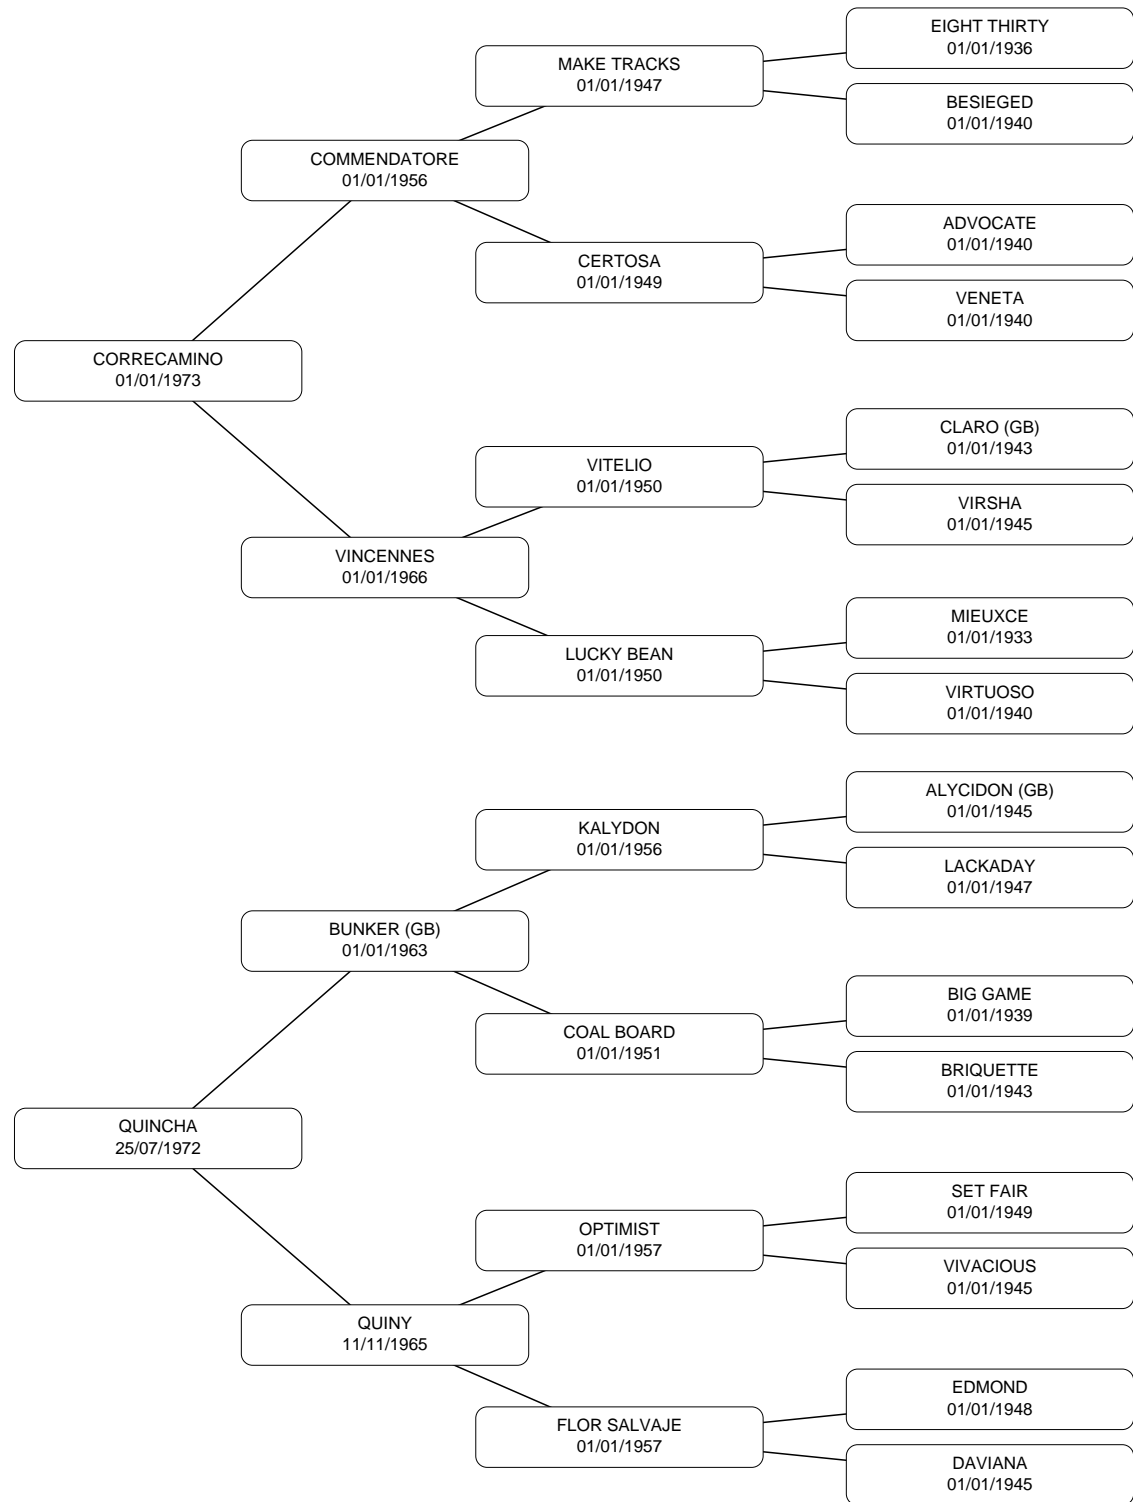 EIGHT THIRTY
01/01/1936
MAKE TRACKS
01/01/1947
BESIEGED
01/01/1940
COMMENDATORE
01/01/1956
ADVOCATE
01/01/1940
CERTOSA
01/01/1949
VENETA
01/01/1940
CORRECAMINO
01/01/1973
CLARO (GB)
01/01/1943
VITELIO
01/01/1950
VIRSHA
01/01/1945
VINCENNES
01/01/1966
MIEUXCE
01/01/1933
LUCKY BEAN
01/01/1950
VIRTUOSO
01/01/1940
ALYCIDON (GB)
01/01/1945
KALYDON
01/01/1956
LACKADAY
01/01/1947
BUNKER (GB)
01/01/1963
BIG GAME
01/01/1939
COAL BOARD
01/01/1951
BRIQUETTE
01/01/1943
QUINCHA
25/07/1972
SET FAIR
01/01/1949
OPTIMIST
01/01/1957
VIVACIOUS
01/01/1945
QUINY
11/11/1965
EDMOND
01/01/1948
FLOR SALVAJE
01/01/1957
DAVIANA
01/01/1945